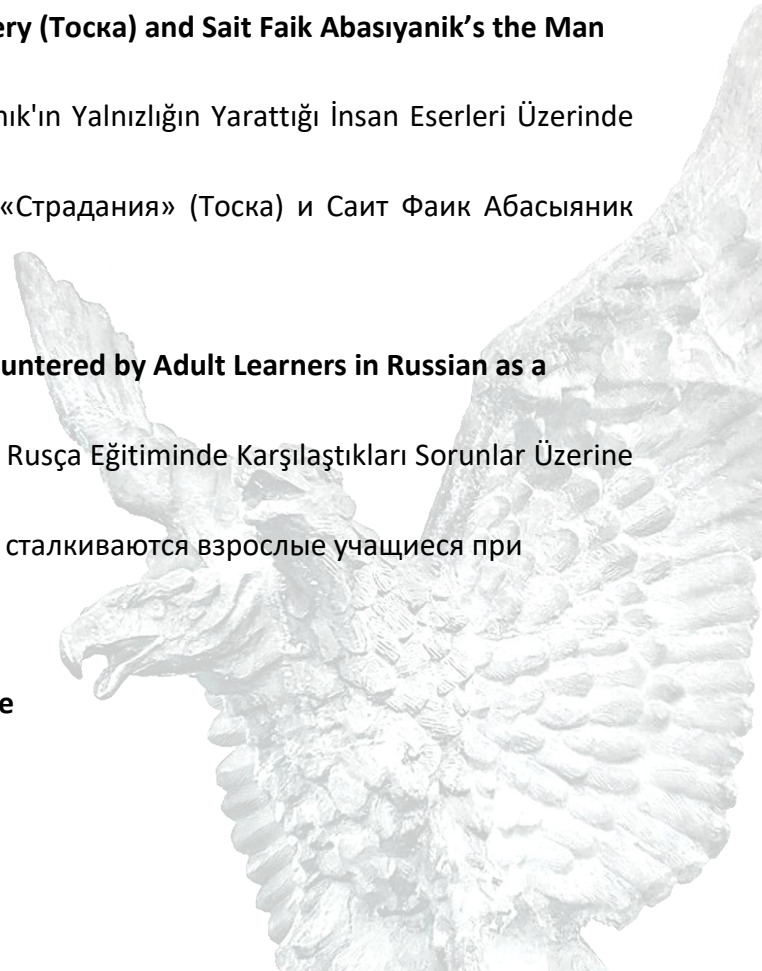 ery (Тоска) and Sait Faik Abasıyanik’s the Man
nık'ın Yalnızlığın Yarattığı İnsan Eserleri Üzerinde
«Страдания» (Тоска) и Саит Фаик Абасыяник
untered by Adult Learners in Russian as a
Rusça Eğitiminde Karşılaştıkları Sorunlar Üzerine
сталкиваются взрослые учащиеся при
e